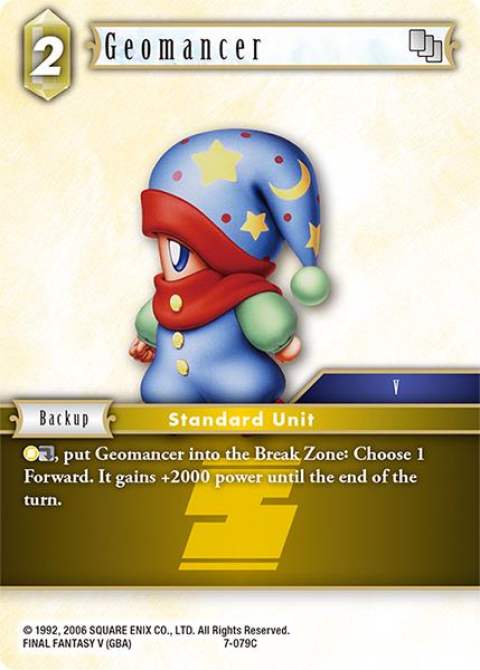 2
Geomancer
V
Backup
Standard Unit
, put Geomancer into the Break Zone: Choose 1
Forward. It gains +2000 power until the end of the
turn.
© 1992, 2006 SQUARE ENIX CO., LTD. All Rights Reserved.
FINAL FANTASY V (GBA)
7-079C